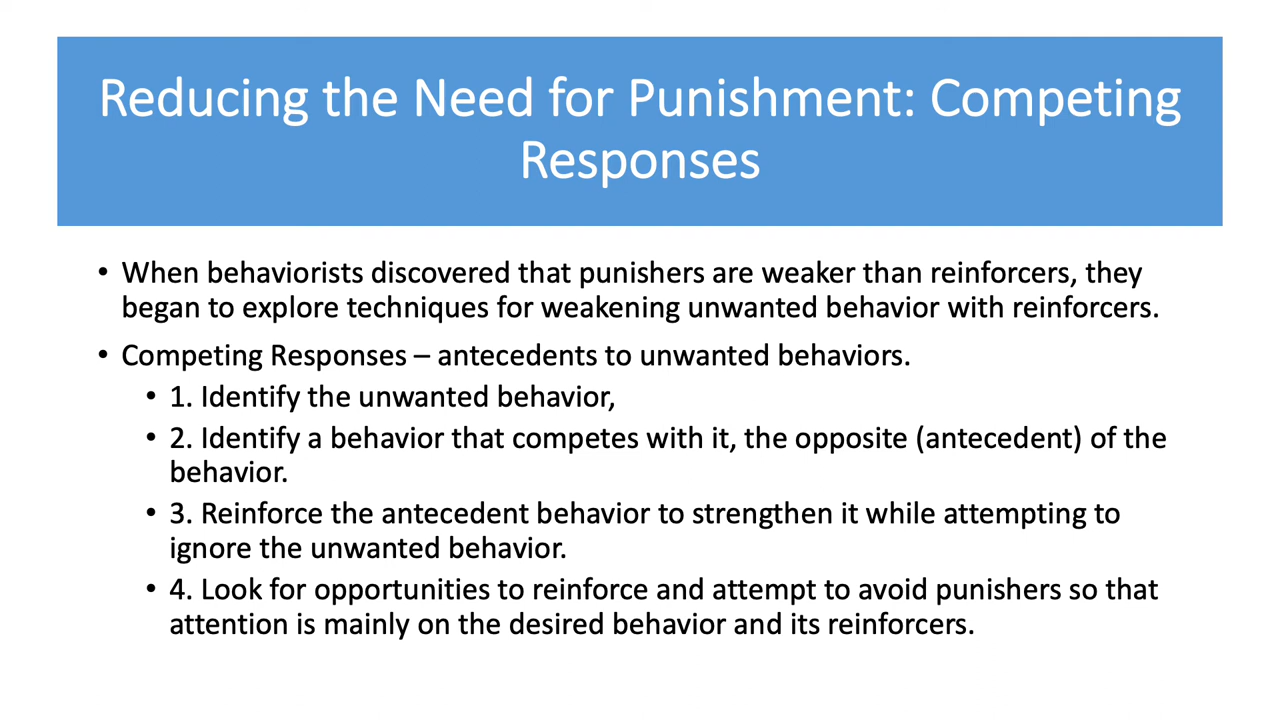 Reducing the Need for Punishment: Competing
Responses
• When behaviorists discovered that punishers are weaker than reinforcers, they
began to explore techniques for weakening unwanted behavior with reinforcers.
• Competing Responses – antecedents to unwanted behaviors.
• 1. Identify the unwanted behavior,
• 2. Identify a behavior that competes with it, the opposite (antecedent) of the
behavior.
• 3. Reinforce the antecedent behavior to strengthen it while attempting to
ignore the unwanted behavior.
• 4. Look for opportunities to reinforce and attempt to avoid punishers so that
attention is mainly on the desired behavior and its reinforcers.